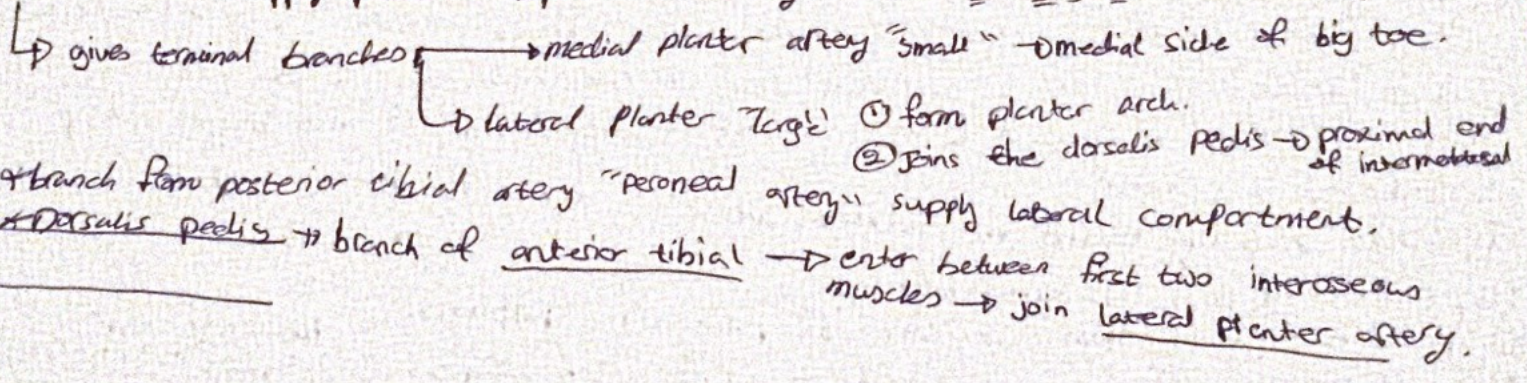 ↳ gives terminal branches → medial planter artery "small" → medial side of big toe.
↳ lateral planter "large" ① form planter arch.
② Joins the dorsalis pedis → proximal end
of
* branch from posterior tibial artery "peroneal artery" supply lateral compartment.
* Dorsalis pedis → branch of anterior tibial → enter between first two interosseous
muscles → join lateral planter artery.